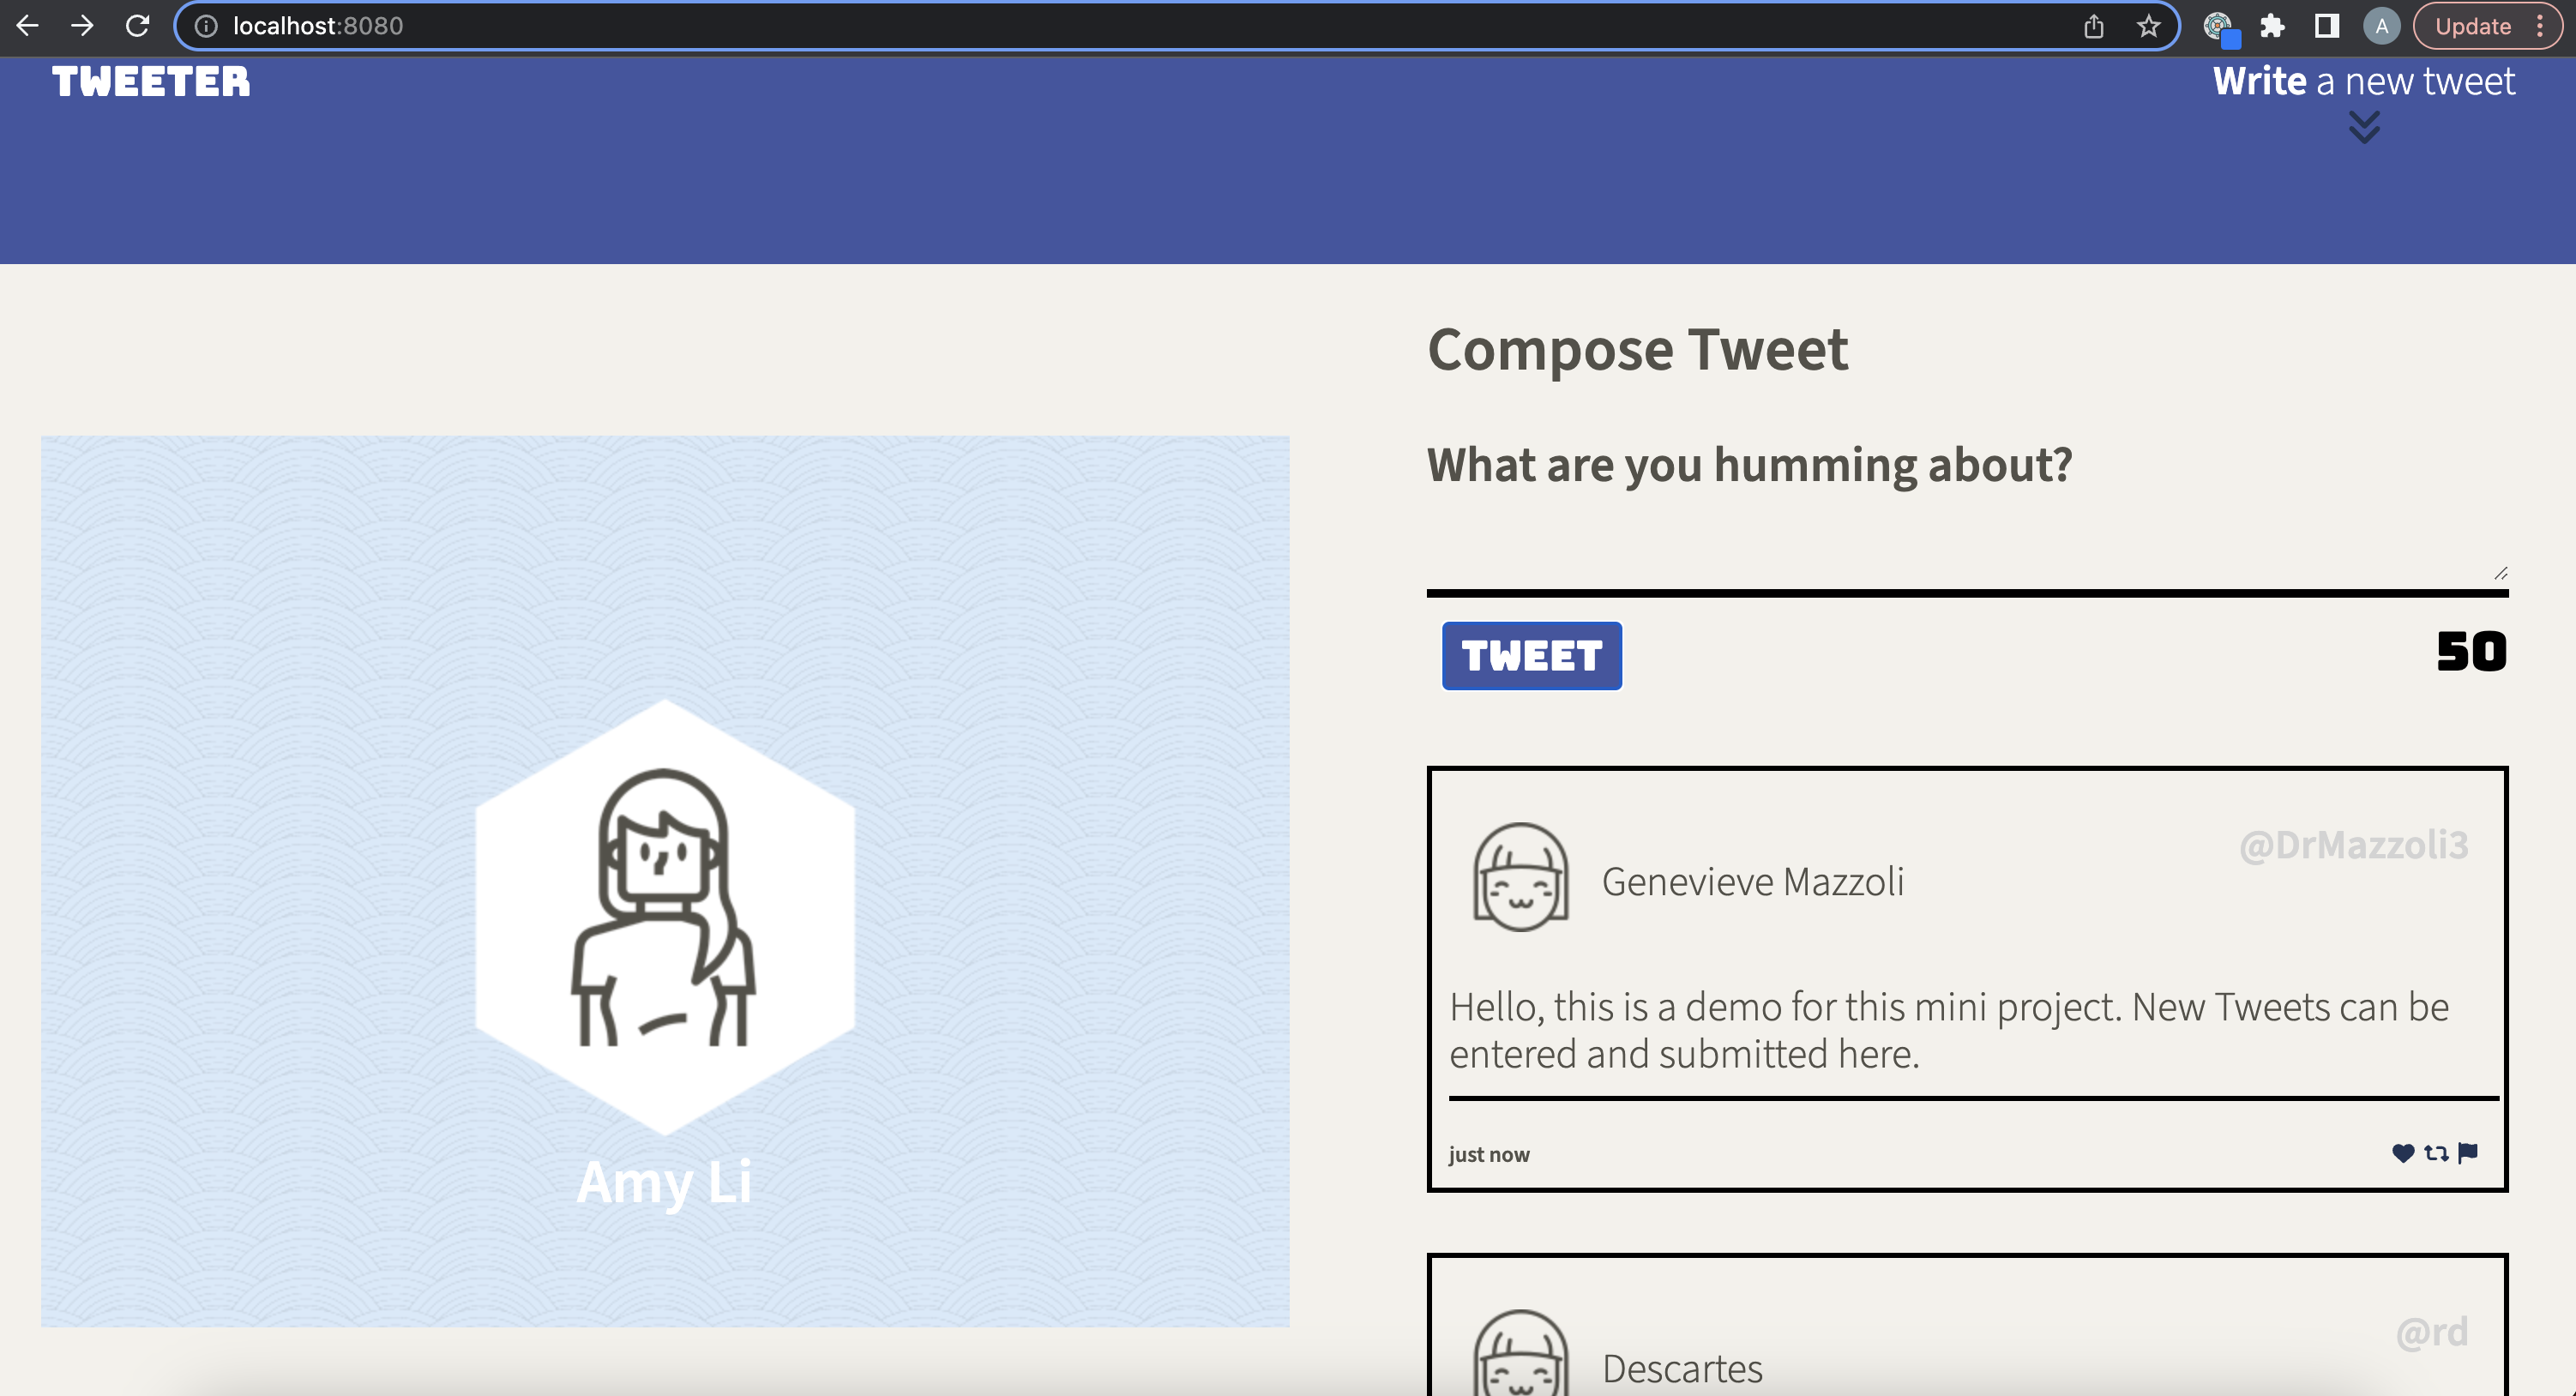 localhost:8080
A
Update
TWEETER
Write a new tweet
Compose Tweet
What are you humming about?
TWEET
50
Amy Li
@DrMazzoli3
Genevieve Mazzoli
Hello, this is a demo for this mini project. New Tweets can be
entered and submitted here.
just now
@rd
Descartes